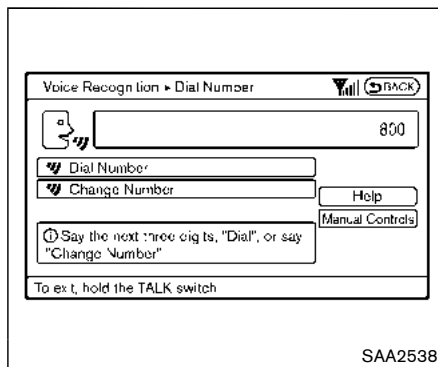 Voice Recognition ▸ Dial Number
BACK
800
Dial Number
Change Number
Help
Manual Controls
Say the next three digits, "Dial", or say
"Change Number"
To exit, hold the TALK switch
SAA2538